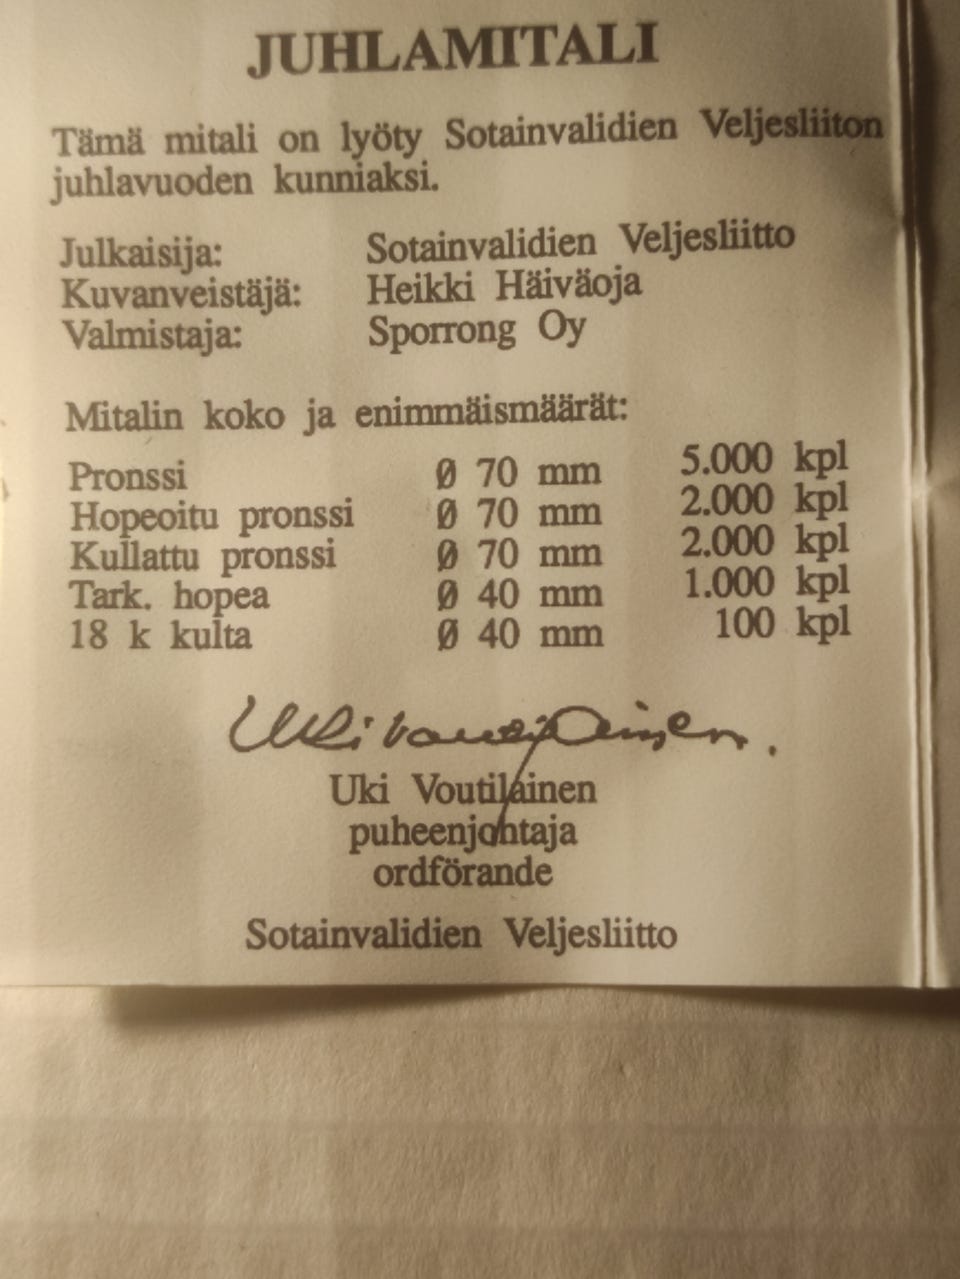 JUHLAMITALI
Tämä mitali on lyöty Sotainvalidien Veljesliiton
juhlavuoden kunniaksi.
Julkaisija: Sotainvalidien Veljesliitto
Kuvanveistäjä: Heikki Häiväoja
Valmistaja: Sporrong Oy
Mitalin koko ja enimmäismäärät:
Pronssi Ø 70 mm 5.000 kpl
Hopeoitu pronssi Ø 70 mm 2.000 kpl
Kullattu pronssi Ø 70 mm 2.000 kpl
Tark. hopea Ø 40 mm 1.000 kpl
18 k kulta Ø 40 mm 100 kpl
Uki Voutilainen.
Uki Voutilainen
puheenjohtaja
ordförande
Sotainvalidien Veljesliitto